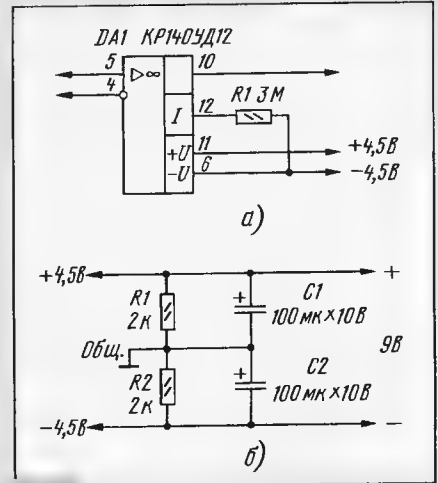 DA1 КР140УД12
5 ▷∞ 10
4
I 12 R1 3М
+U 11 +4,5В
-U 6 -4,5В
а)
+4,5В +
R1 2к C1 100мк×10В
Общ. 9В
R2 2к C2 100мк×10В
-4,5В -
б)